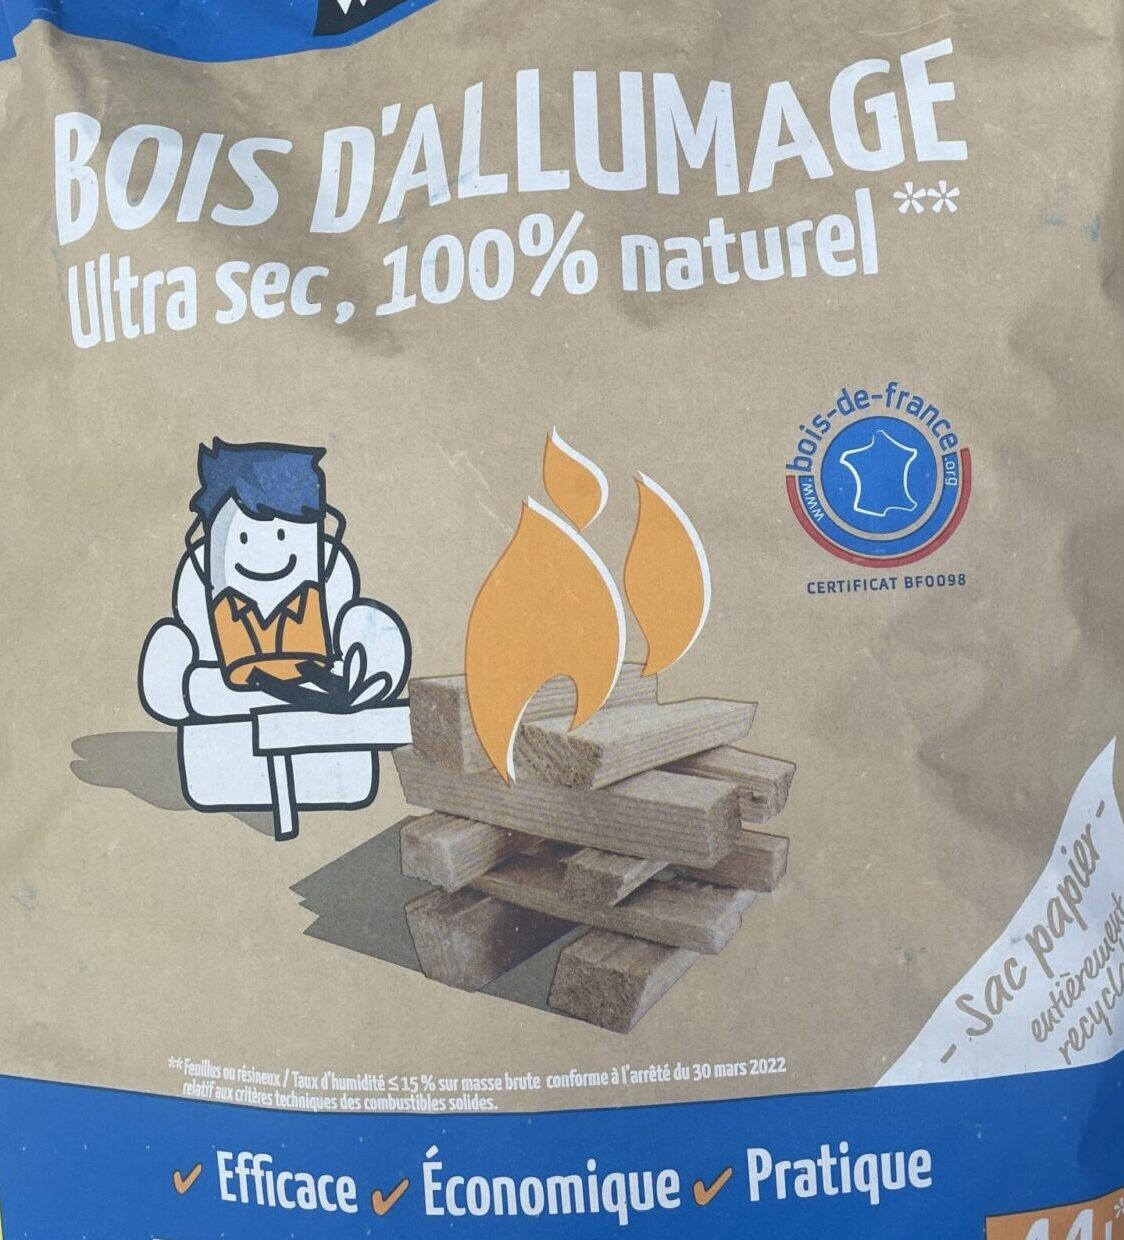 BOIS D'ALLUMAGE
Ultra sec, 100% naturel **
www.bois-de-france.org
CERTIFICAT BF0098
- Sac papier -
entièrement
** Feuillus ou résineux / Taux d'humidité ≤ 15 % sur masse brute conforme à l'arrêté du 30 mars 2022
relatif aux critères techniques des combustibles solides.
✓ Efficace ✓ Économique ✓ Pratique